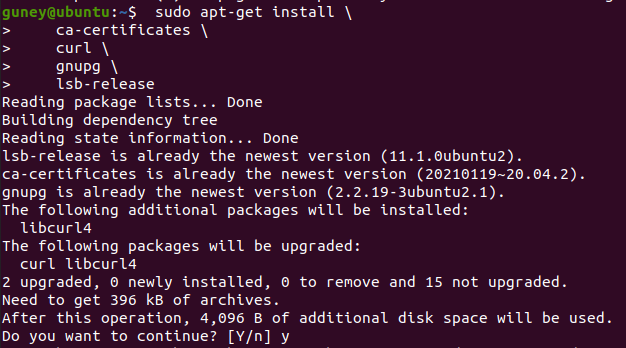 guney@ubuntu:~$ sudo apt-get install \
> ca-certificates \
> curl \
> gnupg \
> lsb-release
Reading package lists... Done
Building dependency tree
Reading state information... Done
lsb-release is already the newest version (11.1.0ubuntu2).
ca-certificates is already the newest version (20210119~20.04.2).
gnupg is already the newest version (2.2.19-3ubuntu2.1).
The following additional packages will be installed:
libcurl4
The following packages will be upgraded:
curl libcurl4
2 upgraded, 0 newly installed, 0 to remove and 15 not upgraded.
Need to get 396 kB of archives.
After this operation, 4,096 B of additional disk space will be used.
Do you want to continue? [Y/n] y